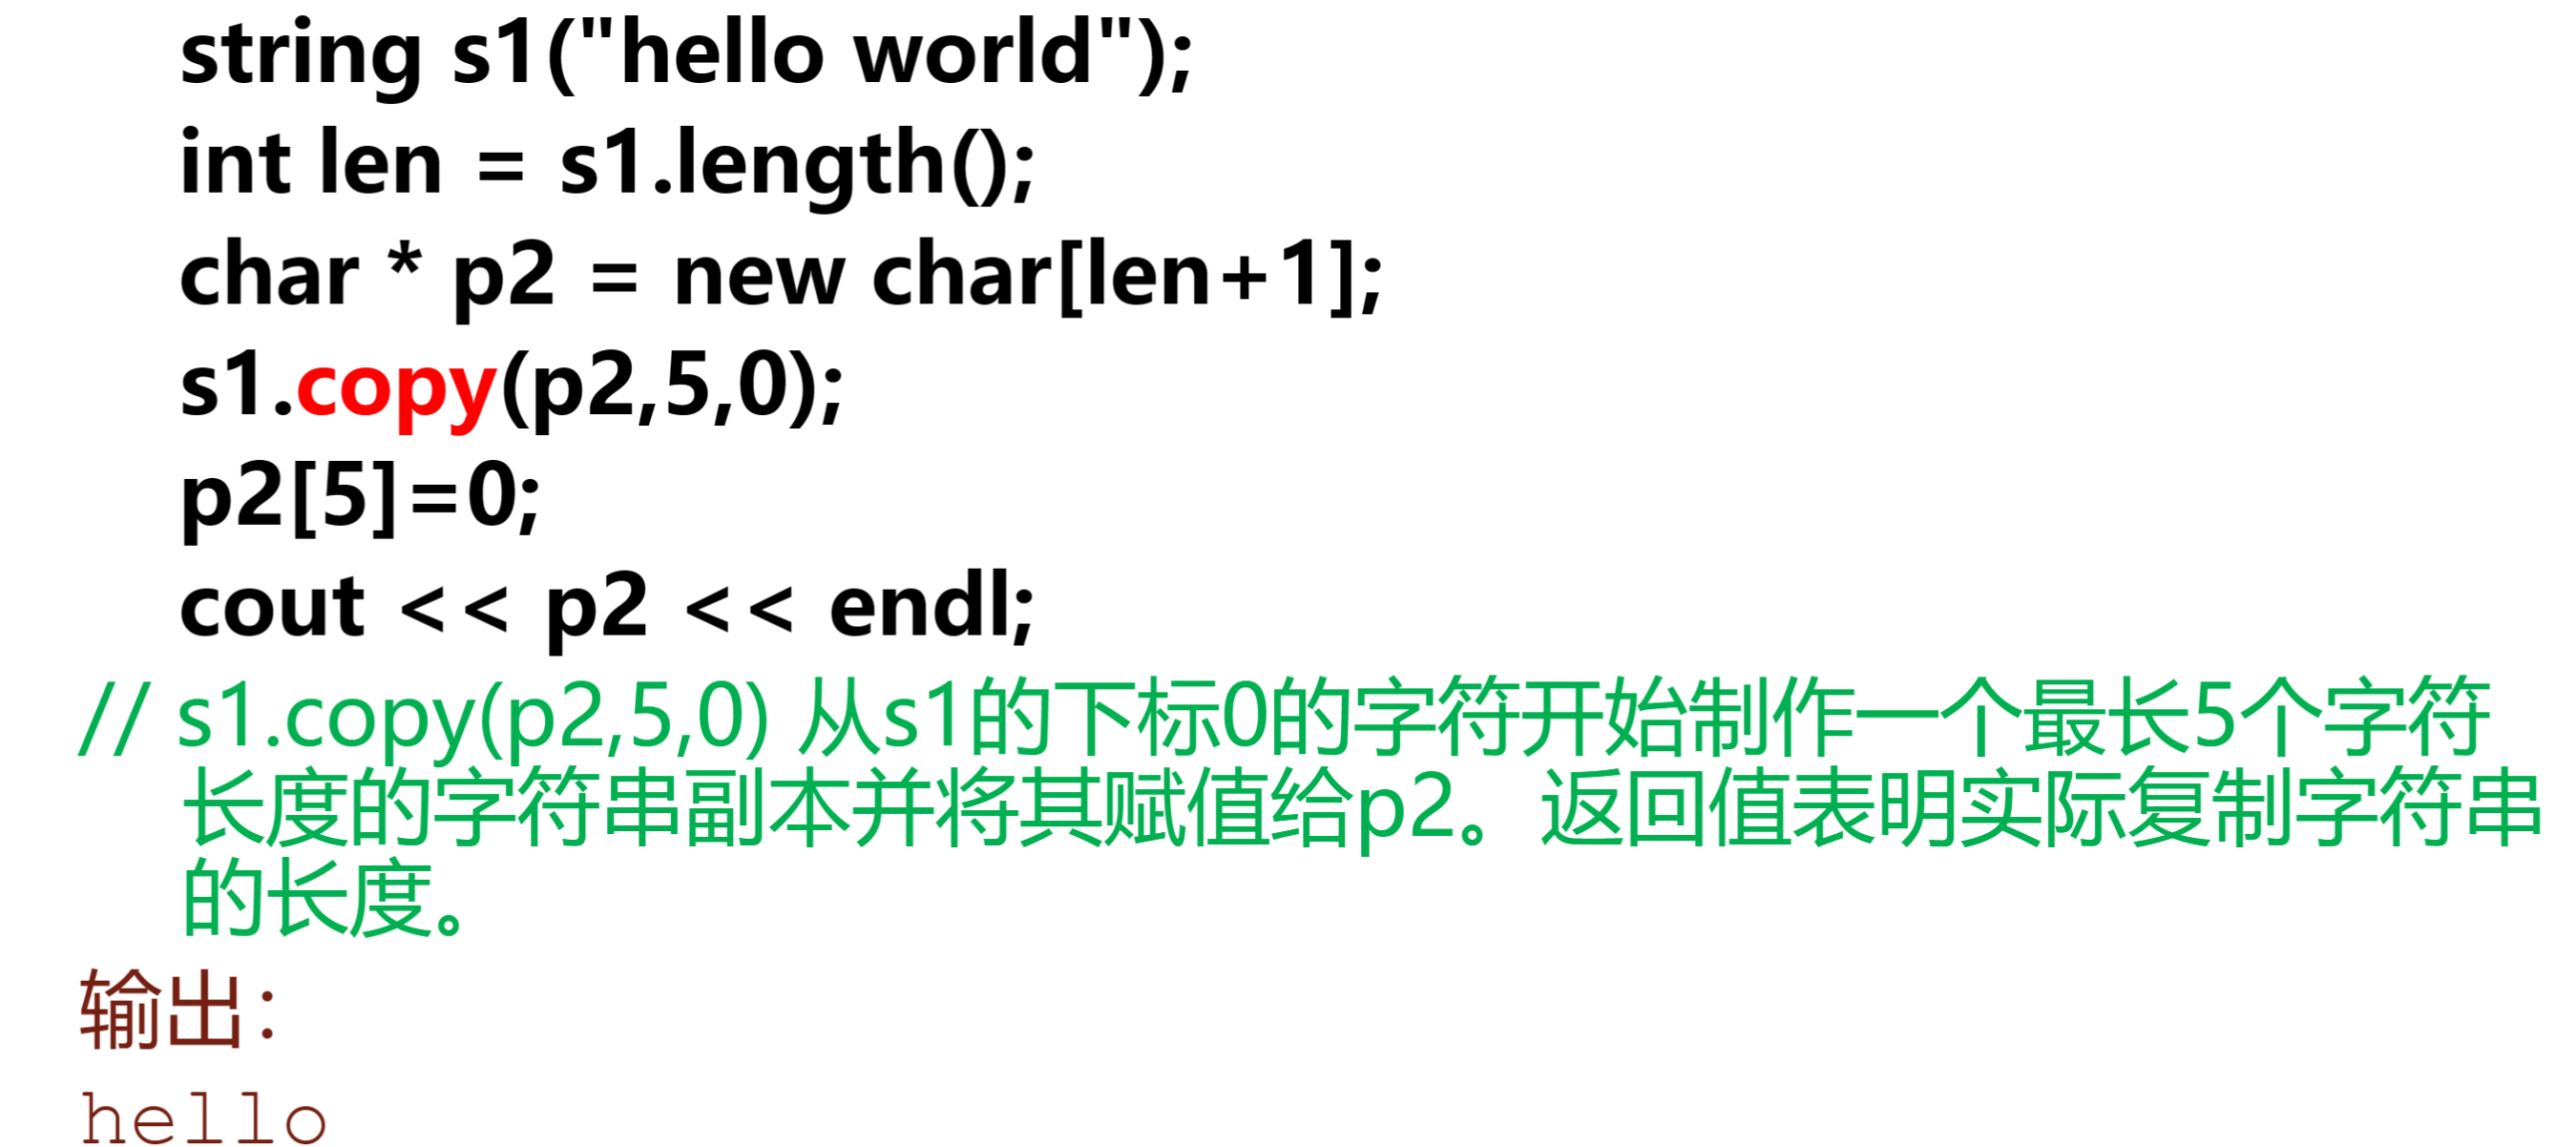 string s1("hello world");
int len = s1.length();
char * p2 = new char[len+1];
s1.copy(p2,5,0);
p2[5]=0;
cout << p2 << endl;
// s1.copy(p2,5,0) 从s1的下标0的字符开始制作一个最长5个字符
长度的字符串副本并将其赋值给p2。返回值表明实际复制字符串
的长度。
输出:
hello